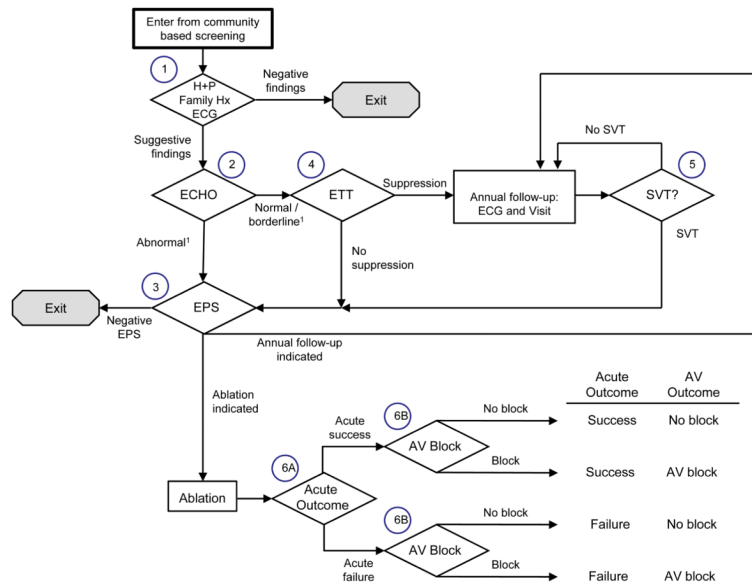 Enter from community
based screening
1
H+P
Family Hx
ECG
Negative
findings
Exit
Suggestive
findings
No SVT
2
4
5
ECHO
Normal /
borderline¹
ETT
Suppression
Annual follow-up:
ECG and Visit
SVT?
Abnormal¹
No
suppression
SVT
3
Exit
Negative
EPS
EPS
Annual follow-up
indicated
Ablation
indicated
Acute
Outcome
AV
Outcome
6B
Acute
success
No block
AV Block
Block
Success
No block
Success
AV block
6A
Ablation
Acute
Outcome
6B
Acute
failure
No block
AV Block
Block
Failure
No block
Failure
AV block